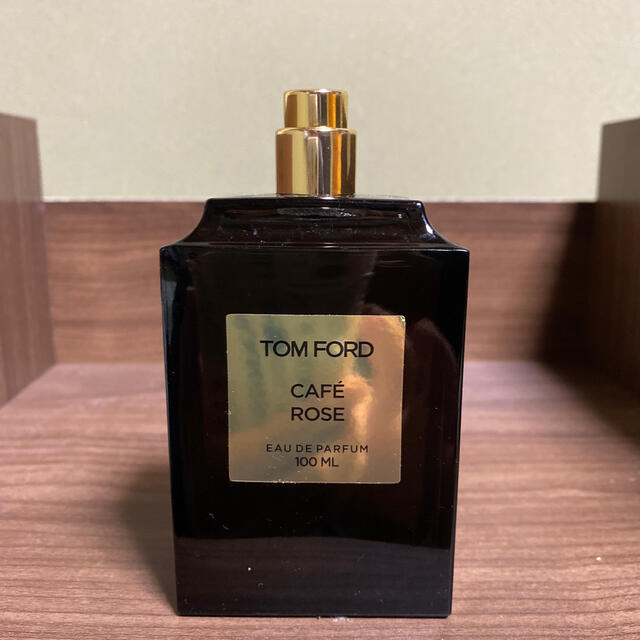 TOM FORD
CAFÉ
ROSE
EAU DE PARFUM
100 ML